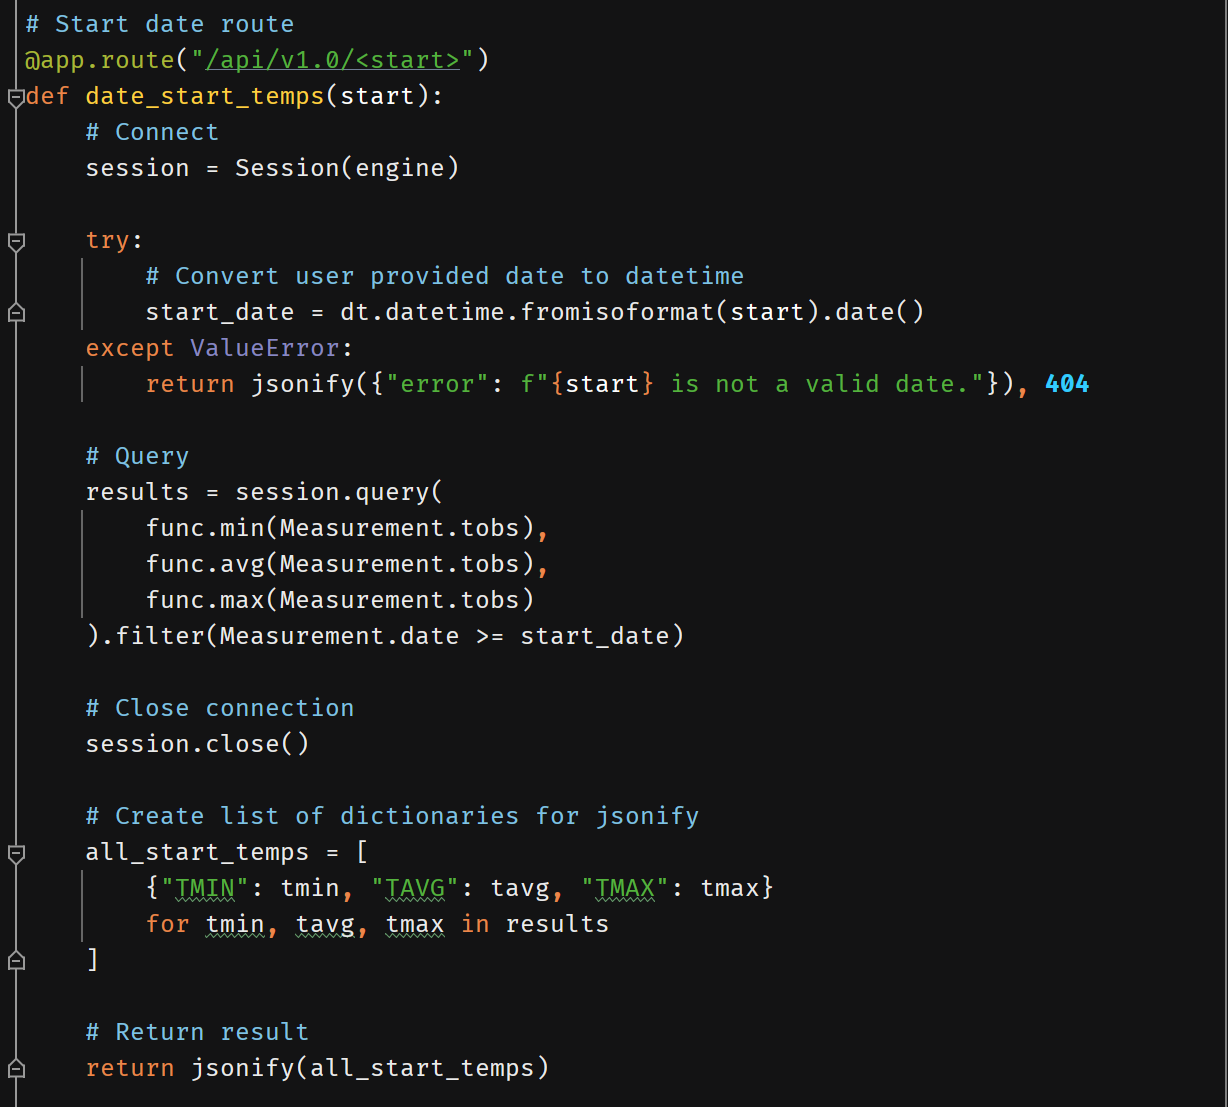 # Start date route
@app.route("/api/v1.0/<start>")
def date_start_temps(start):
    # Connect
    session = Session(engine)

    try:
        # Convert user provided date to datetime
        start_date = dt.datetime.fromisoformat(start).date()
    except ValueError:
        return jsonify({"error": f"{start} is not a valid date."}), 404

    # Query
    results = session.query(
        func.min(Measurement.tobs),
        func.avg(Measurement.tobs),
        func.max(Measurement.tobs)
    ).filter(Measurement.date >= start_date)

    # Close connection
    session.close()

    # Create list of dictionaries for jsonify
    all_start_temps = [
        {"TMIN": tmin, "TAVG": tavg, "TMAX": tmax}
        for tmin, tavg, tmax in results
    ]

    # Return result
    return jsonify(all_start_temps)